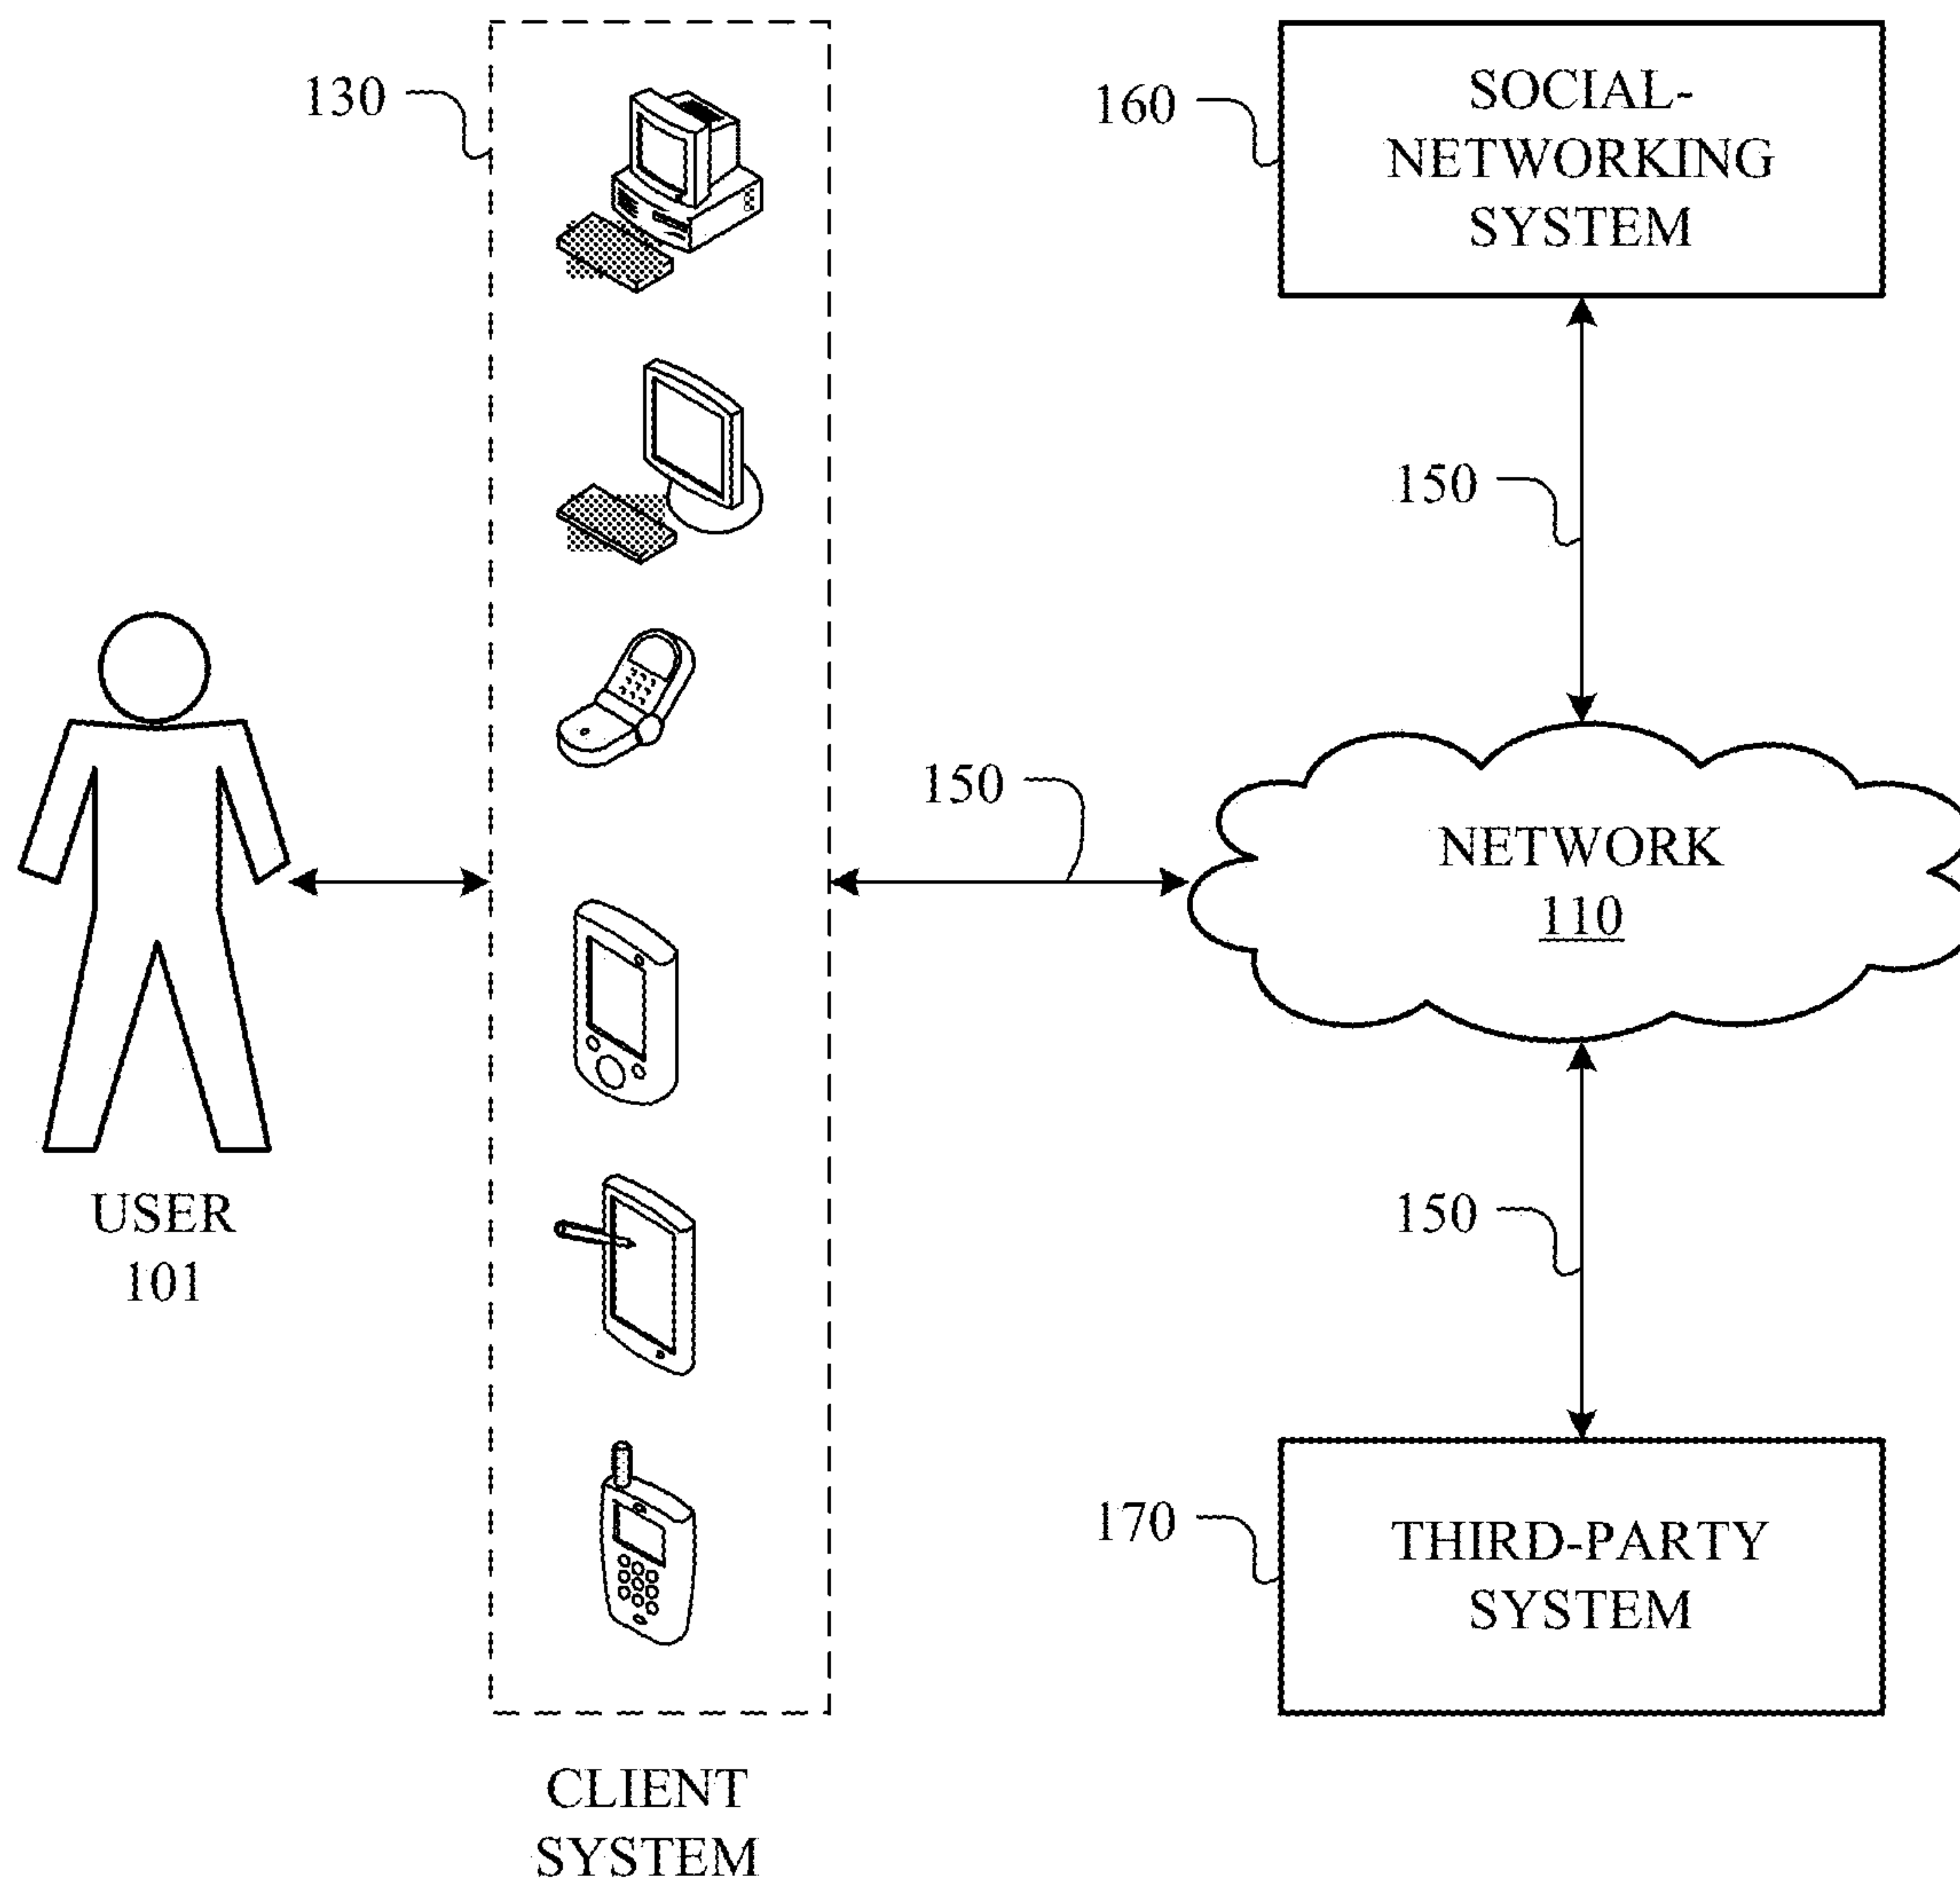 130
160
SOCIAL-
NETWORKING
SYSTEM
150
150
NETWORK
110
USER
101
150
170
THIRD-PARTY
SYSTEM
CLIENT
SYSTEM